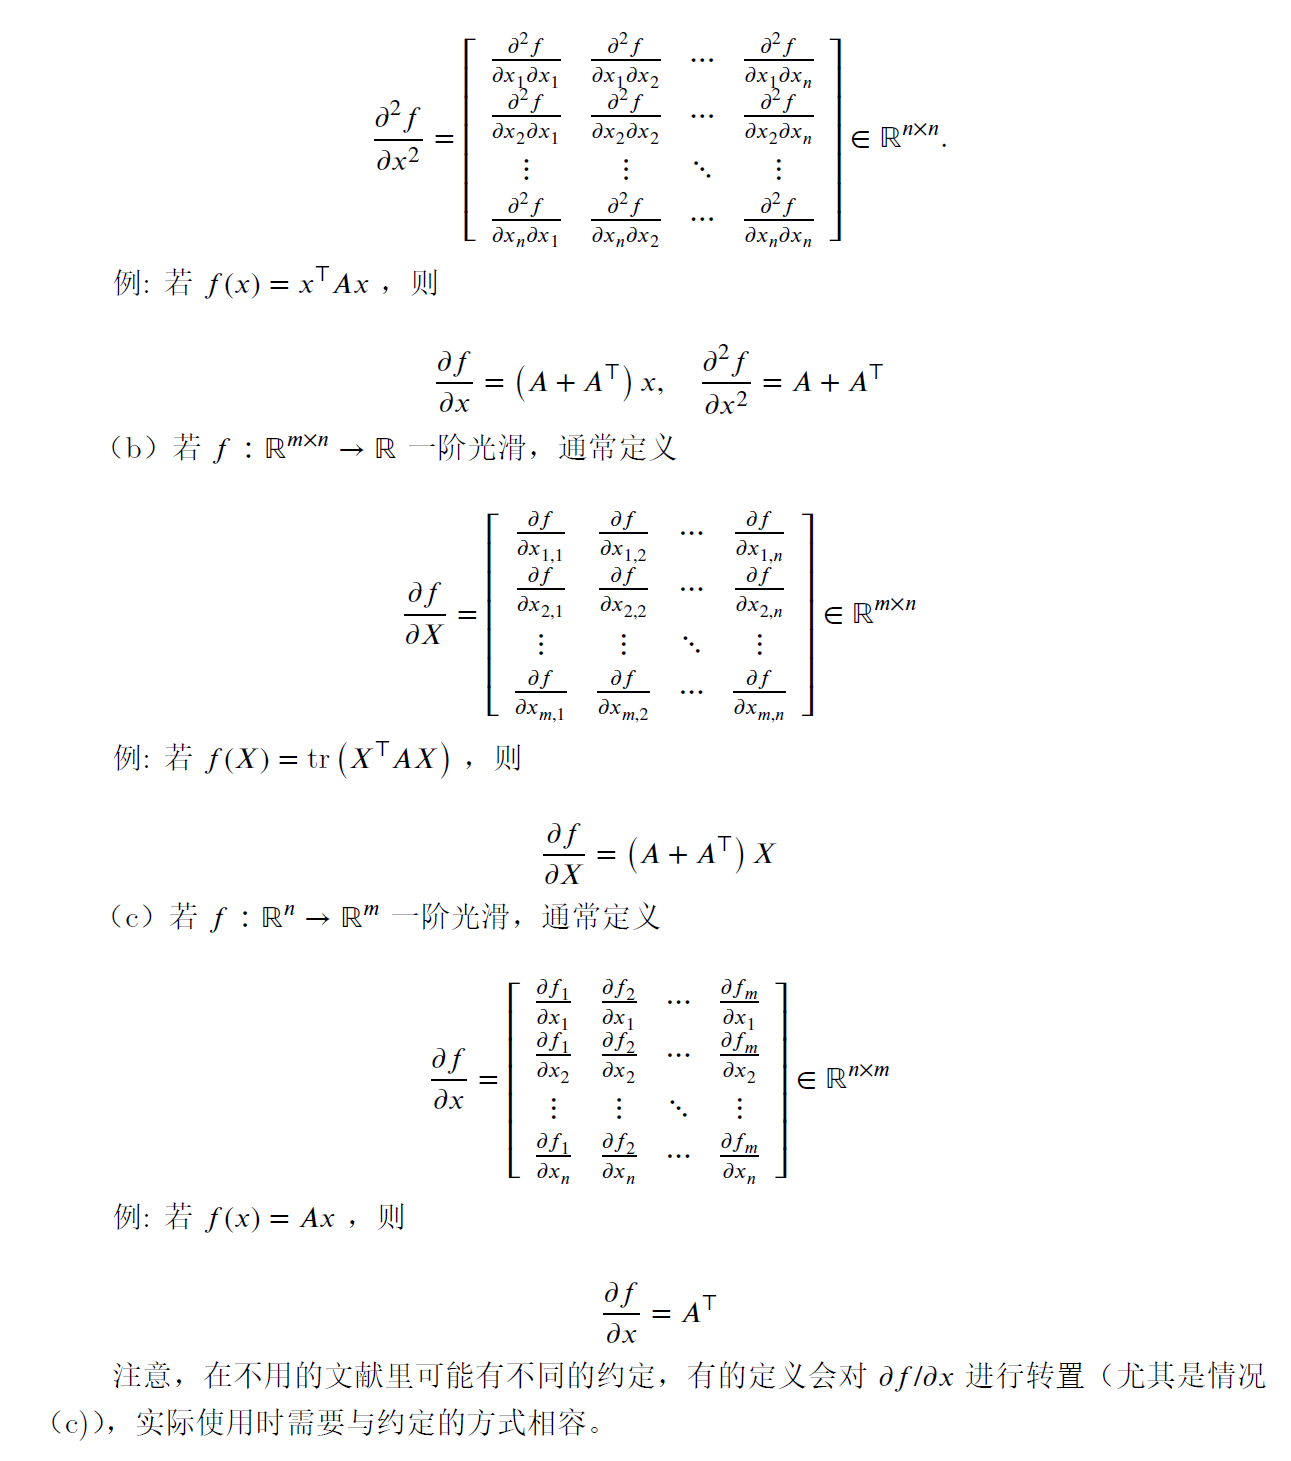 $$\frac{\partial^2 f}{\partial x^2} = \begin{bmatrix} \frac{\partial^2 f}{\partial x_1 \partial x_1} & \frac{\partial^2 f}{\partial x_1 \partial x_2} & \cdots & \frac{\partial^2 f}{\partial x_1 \partial x_n} \\ \frac{\partial^2 f}{\partial x_2 \partial x_1} & \frac{\partial^2 f}{\partial x_2 \partial x_2} & \cdots & \frac{\partial^2 f}{\partial x_2 \partial x_n} \\ \vdots & \vdots & \ddots & \vdots \\ \frac{\partial^2 f}{\partial x_n \partial x_1} & \frac{\partial^2 f}{\partial x_n \partial x_2} & \cdots & \frac{\partial^2 f}{\partial x_n \partial x_n} \end{bmatrix} \in \mathbb{R}^{n \times n}.$$
例: 若 $f(x) = x^\top A x$ ，则
$$\frac{\partial f}{\partial x} = \left(A + A^\top\right) x, \quad \frac{\partial^2 f}{\partial x^2} = A + A^\top$$
（b）若 $f : \mathbb{R}^{m \times n} \to \mathbb{R}$ 一阶光滑，通常定义
$$\frac{\partial f}{\partial X} = \begin{bmatrix} \frac{\partial f}{\partial x_{1,1}} & \frac{\partial f}{\partial x_{1,2}} & \cdots & \frac{\partial f}{\partial x_{1,n}} \\ \frac{\partial f}{\partial x_{2,1}} & \frac{\partial f}{\partial x_{2,2}} & \cdots & \frac{\partial f}{\partial x_{2,n}} \\ \vdots & \vdots & \ddots & \vdots \\ \frac{\partial f}{\partial x_{m,1}} & \frac{\partial f}{\partial x_{m,2}} & \cdots & \frac{\partial f}{\partial x_{m,n}} \end{bmatrix} \in \mathbb{R}^{m \times n}$$
例: 若 $f(X) = \mathrm{tr}\left(X^\top A X\right)$ ，则
$$\frac{\partial f}{\partial X} = \left(A + A^\top\right) X$$
（c）若 $f : \mathbb{R}^n \to \mathbb{R}^m$ 一阶光滑，通常定义
$$\frac{\partial f}{\partial x} = \begin{bmatrix} \frac{\partial f_1}{\partial x_1} & \frac{\partial f_2}{\partial x_1} & \cdots & \frac{\partial f_m}{\partial x_1} \\ \frac{\partial f_1}{\partial x_2} & \frac{\partial f_2}{\partial x_2} & \cdots & \frac{\partial f_m}{\partial x_2} \\ \vdots & \vdots & \ddots & \vdots \\ \frac{\partial f_1}{\partial x_n} & \frac{\partial f_2}{\partial x_n} & \cdots & \frac{\partial f_m}{\partial x_n} \end{bmatrix} \in \mathbb{R}^{n \times m}$$
例: 若 $f(x) = Ax$ ，则
$$\frac{\partial f}{\partial x} = A^\top$$
注意，在不用的文献里可能有不同的约定，有的定义会对 $\partial f / \partial x$ 进行转置（尤其是情况
（c)），实际使用时需要与约定的方式相容。